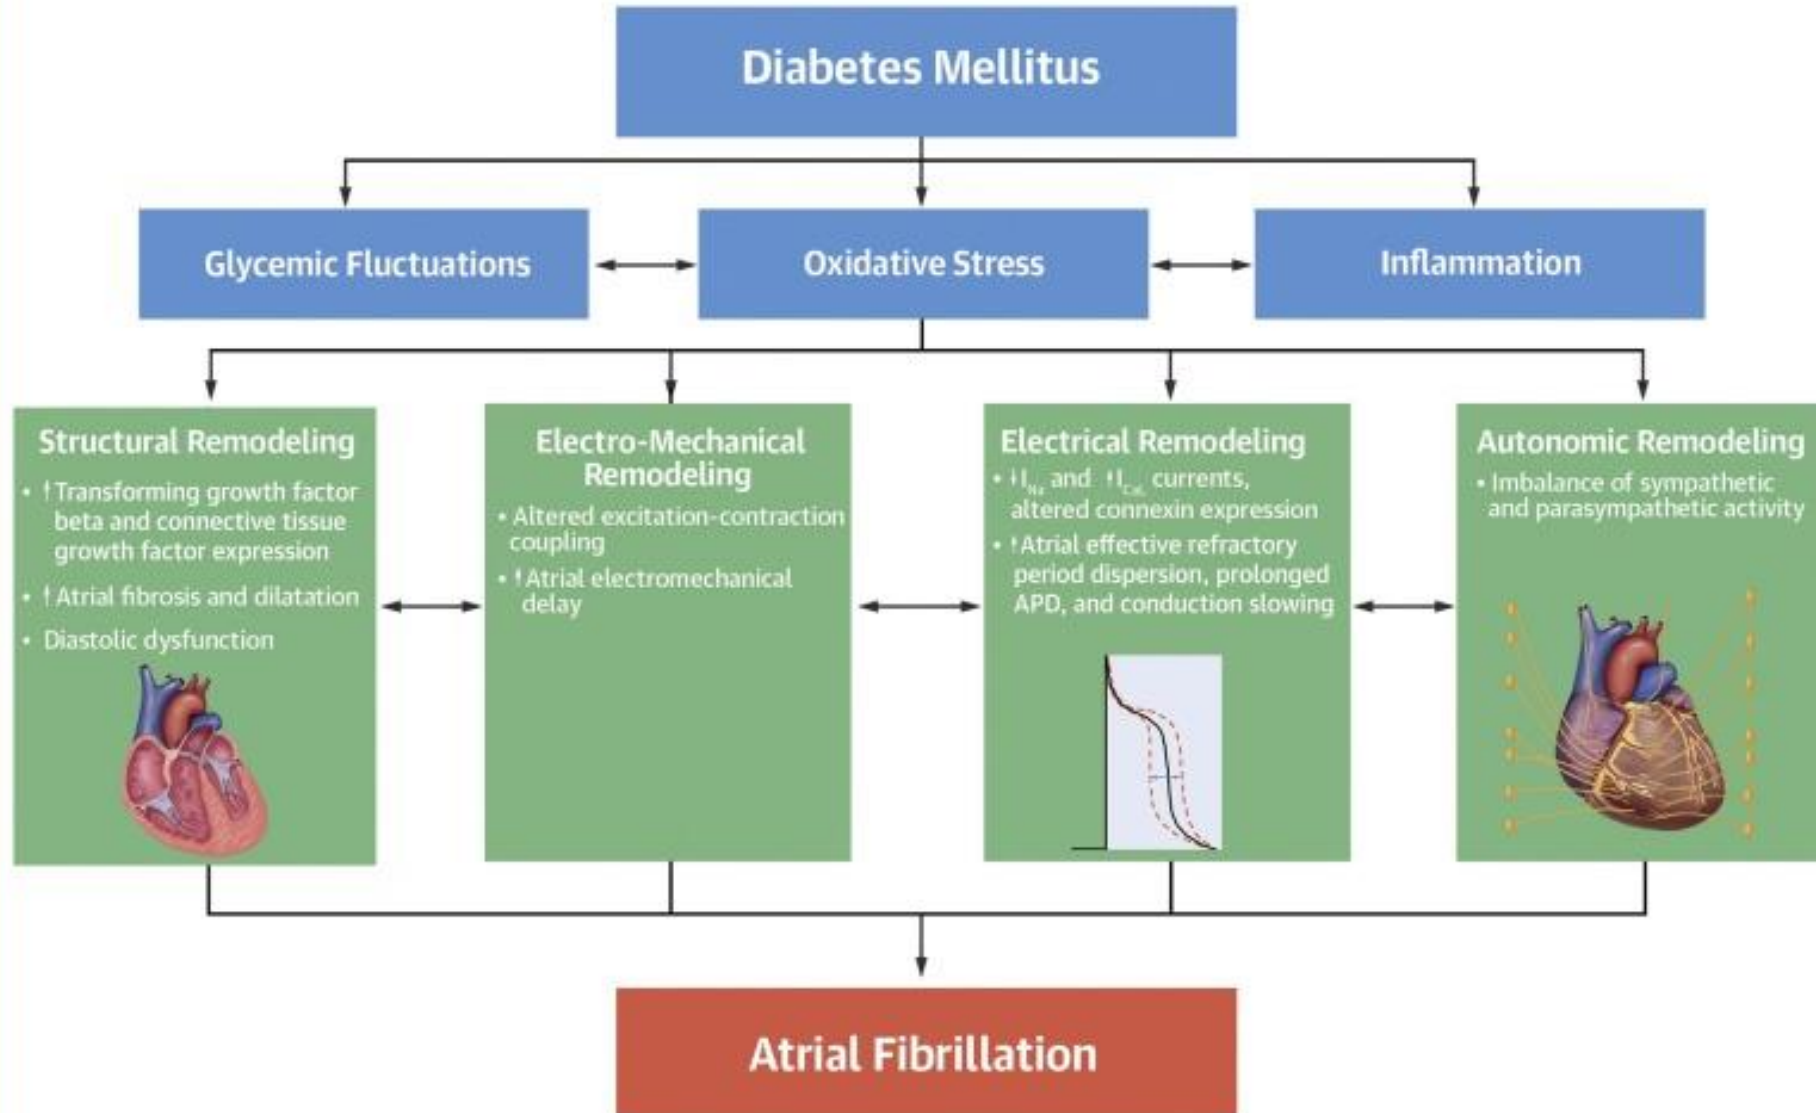 Diabetes Mellitus
Glycemic Fluctuations
Oxidative Stress
Inflammation
Structural Remodeling
• ↑Transforming growth factor
beta and connective tissue
growth factor expression
• ↑Atrial fibrosis and dilatation
• Diastolic dysfunction
Electro-Mechanical
Remodeling
• Altered excitation-contraction
coupling
• ↑Atrial electromechanical
delay
Electrical Remodeling
• ↓I_Na and ↑I_CaL currents,
altered connexin expression
• ↑Atrial effective refractory
period dispersion, prolonged
APD, and conduction slowing
Autonomic Remodeling
• Imbalance of sympathetic
and parasympathetic activity
Atrial Fibrillation